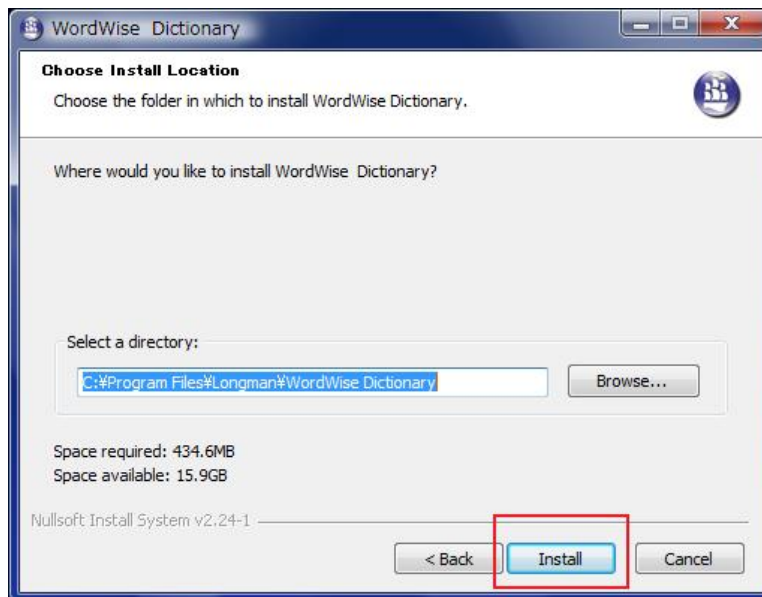 WordWise Dictionary
Choose Install Location
Choose the folder in which to install WordWise Dictionary.
Where would you like to install WordWise Dictionary?
Select a directory:
C:¥Program Files¥Longman¥WordWise Dictionary
Browse...
Space required: 434.6MB
Space available: 15.9GB
Nullsoft Install System v2.24-1
< Back Install Cancel